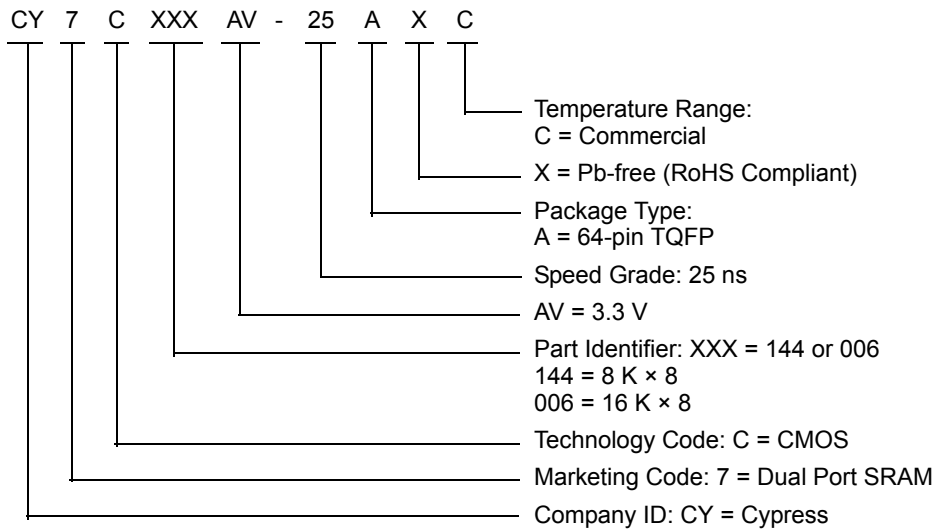 CY 7 C XXX AV - 25 A X C
Temperature Range:
C = Commercial
X = Pb-free (RoHS Compliant)
Package Type:
A = 64-pin TQFP
Speed Grade: 25 ns
AV = 3.3 V
Part Identifier: XXX = 144 or 006
144 = 8 K × 8
006 = 16 K × 8
Technology Code: C = CMOS
Marketing Code: 7 = Dual Port SRAM
Company ID: CY = Cypress